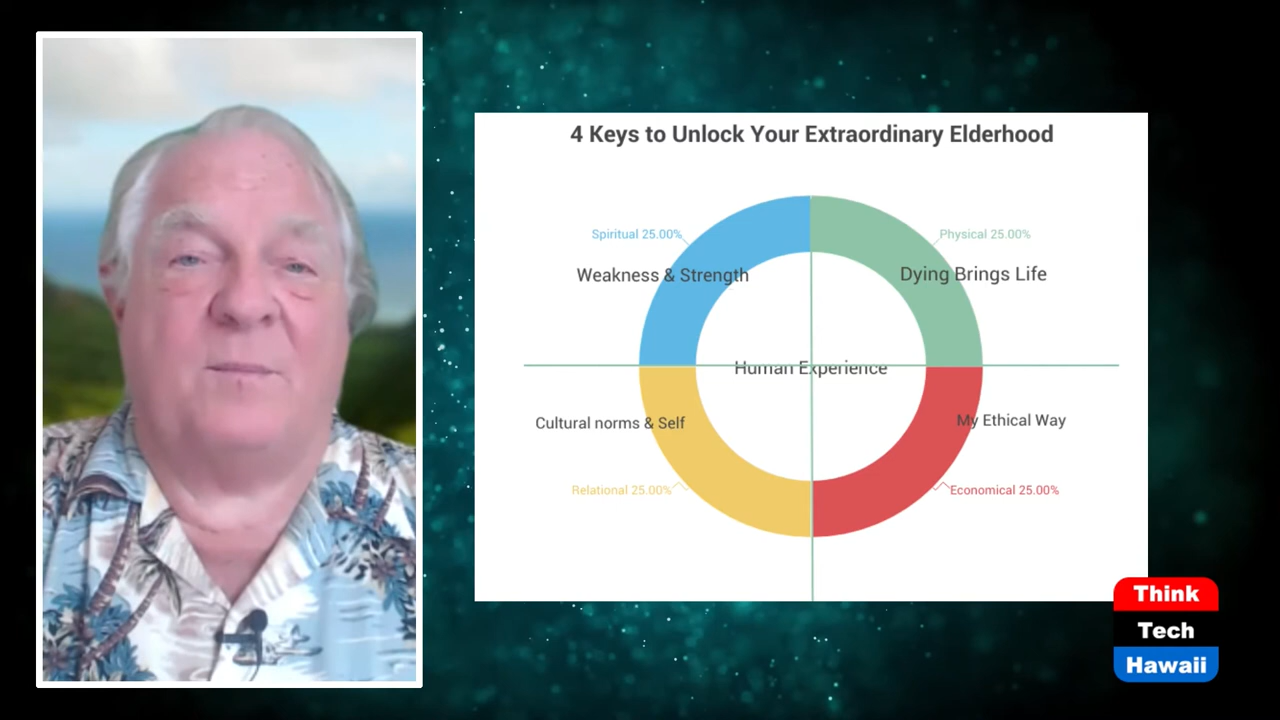 4 Keys to Unlock Your Extraordinary Elderhood
Spiritual 25.00%
Physical 25.00%
Weakness & Strength
Dying Brings Life
Human Experience
Cultural norms & Self
My Ethical Way
Relational 25.00%
Economical 25.00%
Think
Tech
Hawaii